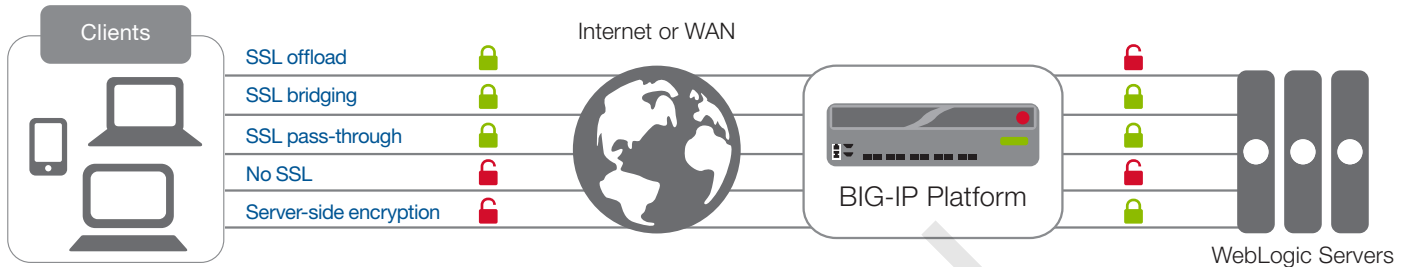 Clients
Internet or WAN
SSL offload
SSL bridging
SSL pass-through
No SSL
Server-side encryption
BIG-IP Platform
WebLogic Servers